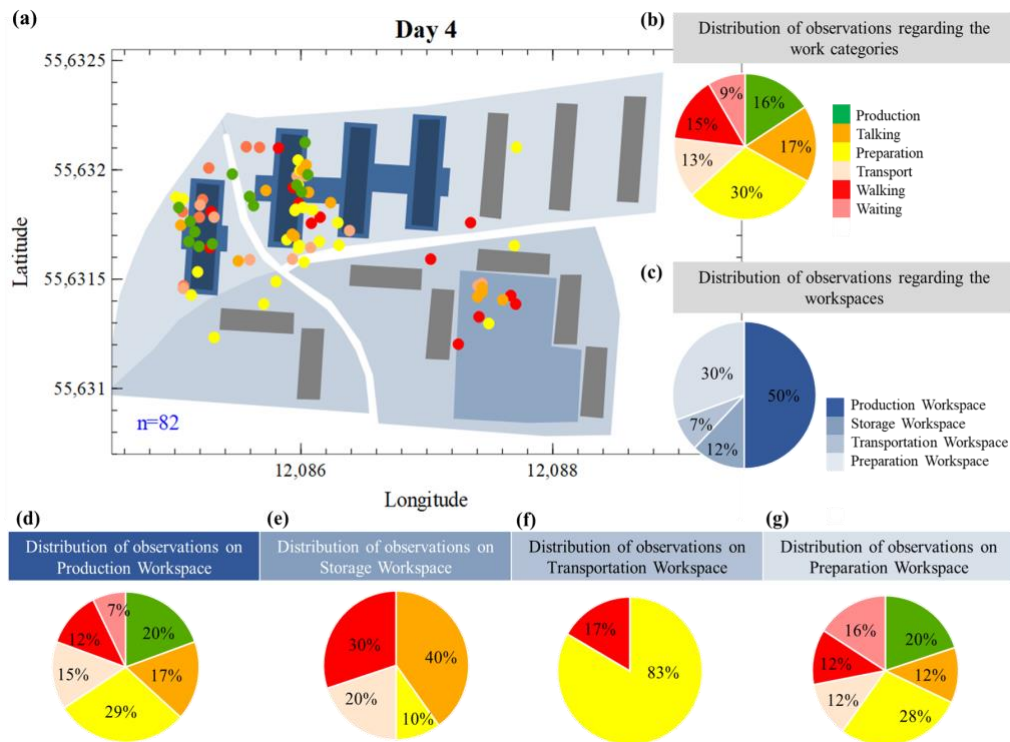 (a)
Day 4
55,6325
55,632
55,6315
55,631
Latitude
n=82
12,086
12,088
Longitude
(b)
Distribution of observations regarding the
work categories
9%
16%
15%
17%
13%
30%
Production
Talking
Preparation
Transport
Walking
Waiting
(c)
Distribution of observations regarding the
workspaces
30%
50%
7%
12%
Production Workspace
Storage Workspace
Transportation Workspace
Preparation Workspace
(d)
Distribution of observations on
Production Workspace
7%
20%
12%
17%
15%
29%
(e)
Distribution of observations on
Storage Workspace
30%
40%
20%
10%
(f)
Distribution of observations on
Transportation Workspace
17%
83%
(g)
Distribution of observations on
Preparation Workspace
16%
20%
12%
12%
12%
28%